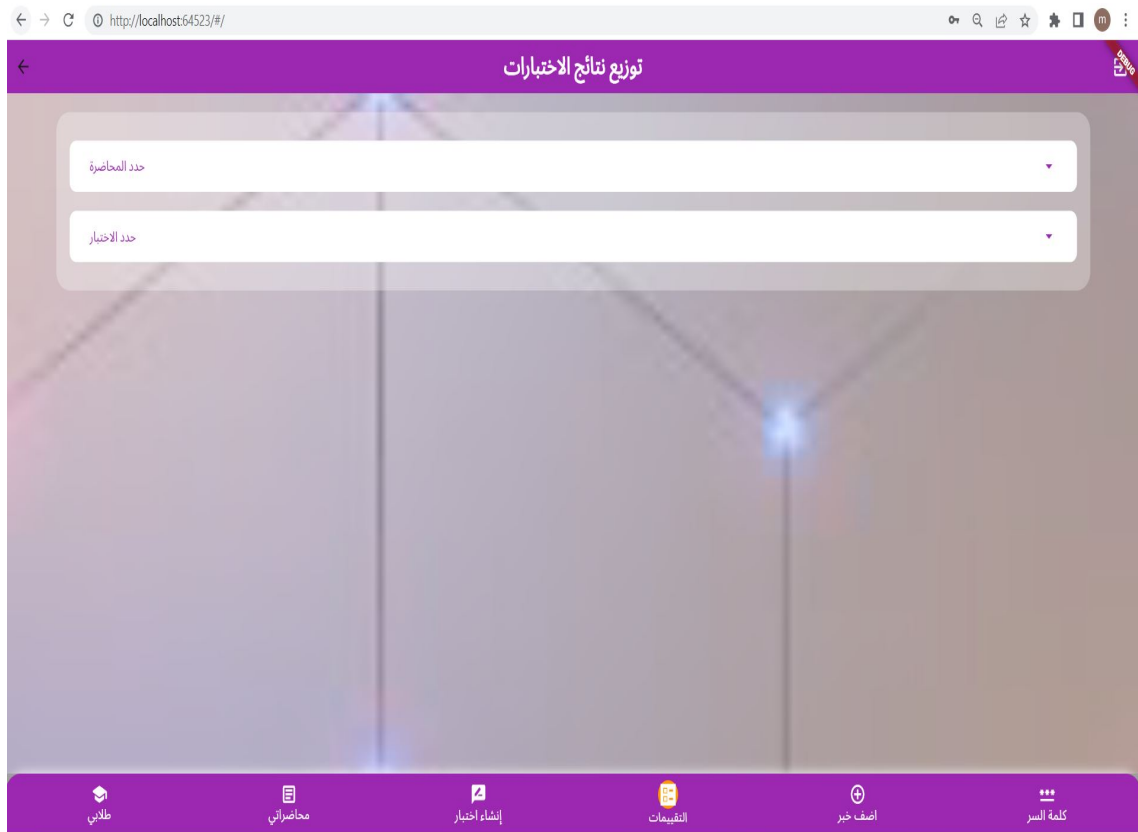 http://localhost:64523/#/
m
توزيع نتائج الاختبارات
DEBUG
حدد المحاضرة
حدد الاختبار
كلمة السر
اضف خبر
التقييمات
إنشاء اختبار
محاضراتي
طلابي